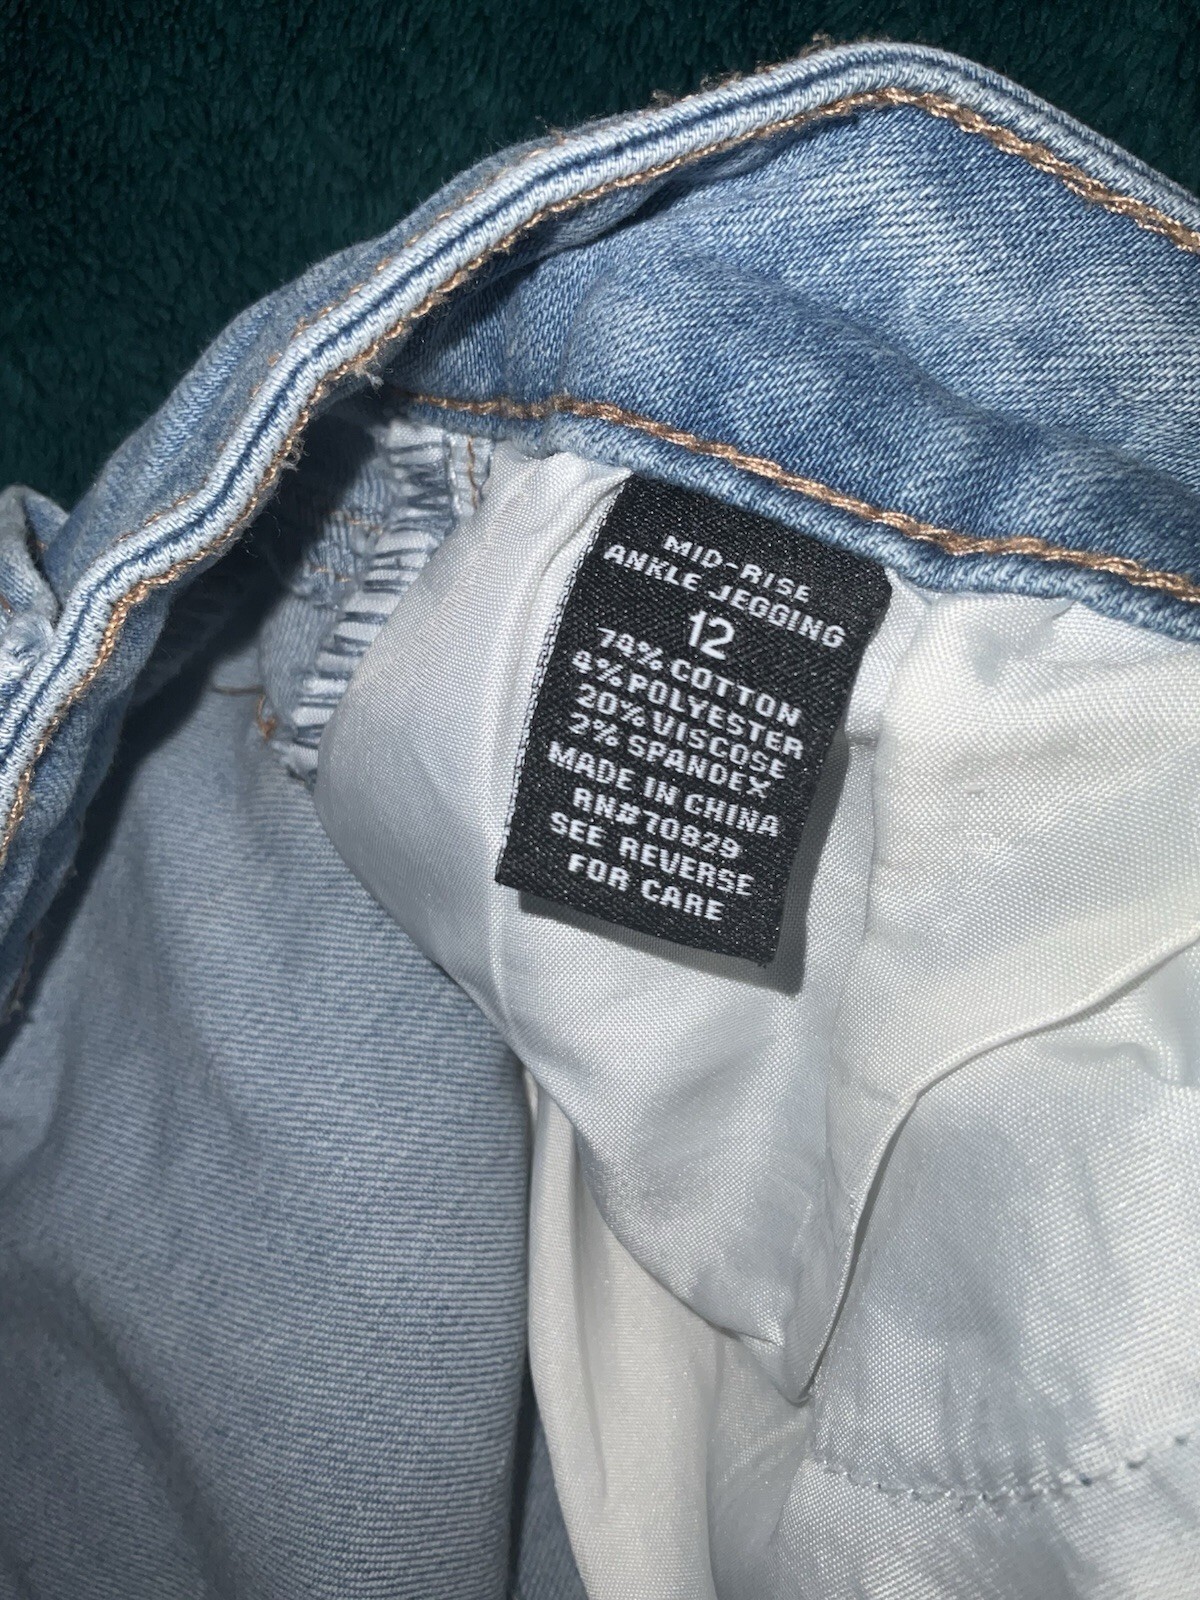 MID-RISE
ANKLE JEGGING
12
74% COTTON
4% POLYESTER
20% VISCOSE
2% SPANDEX
MADE IN CHINA
RN#70829
SEE REVERSE
FOR CARE